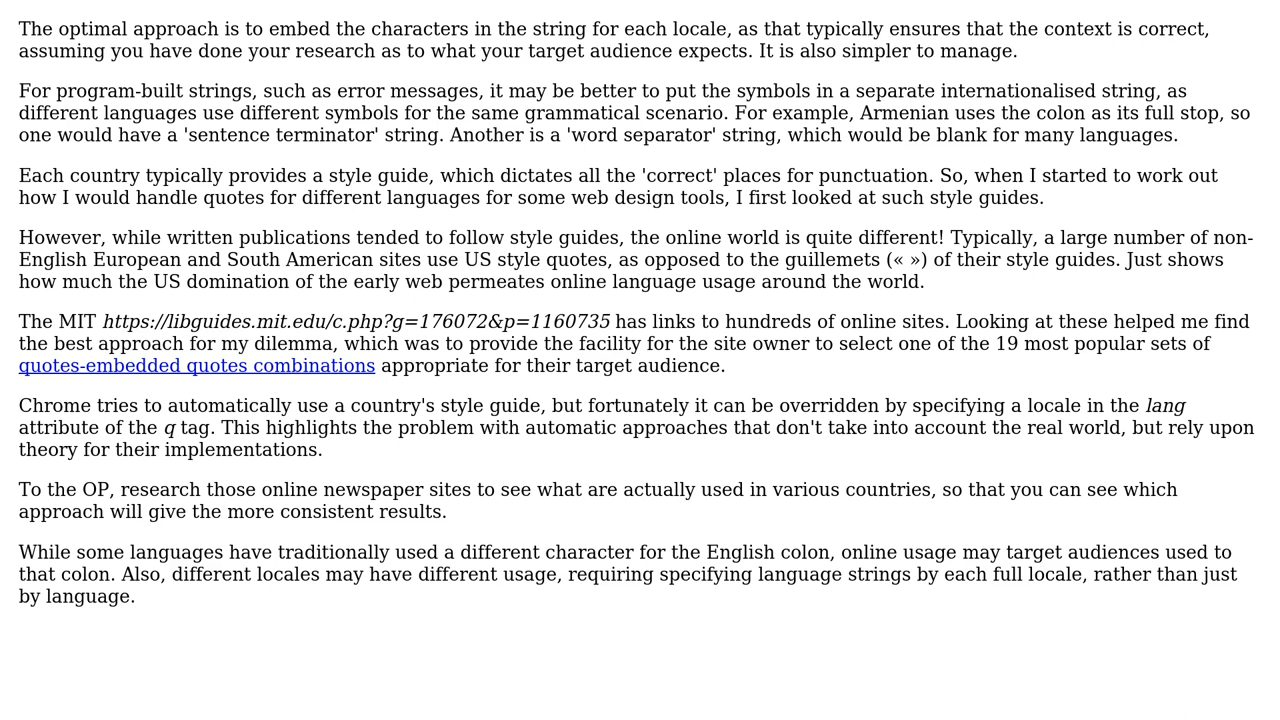 The optimal approach is to embed the characters in the string for each locale, as that typically ensures that the context is correct,
assuming you have done your research as to what your target audience expects. It is also simpler to manage.
For program-built strings, such as error messages, it may be better to put the symbols in a separate internationalised string, as
different languages use different symbols for the same grammatical scenario. For example, Armenian uses the colon as its full stop, so
one would have a 'sentence terminator' string. Another is a 'word separator' string, which would be blank for many languages.
Each country typically provides a style guide, which dictates all the 'correct' places for punctuation. So, when I started to work out
how I would handle quotes for different languages for some web design tools, I first looked at such style guides.
However, while written publications tended to follow style guides, the online world is quite different! Typically, a large number of non-
English European and South American sites use US style quotes, as opposed to the guillemets (« ») of their style guides. Just shows
how much the US domination of the early web permeates online language usage around the world.
The MIT https://libguides.mit.edu/c.php?g=176072&p=1160735 has links to hundreds of online sites. Looking at these helped me find
the best approach for my dilemma, which was to provide the facility for the site owner to select one of the 19 most popular sets of
quotes-embedded quotes combinations appropriate for their target audience.
Chrome tries to automatically use a country's style guide, but fortunately it can be overridden by specifying a locale in the lang
attribute of the q tag. This highlights the problem with automatic approaches that don't take into account the real world, but rely upon
theory for their implementations.
To the OP, research those online newspaper sites to see what are actually used in various countries, so that you can see which
approach will give the more consistent results.
While some languages have traditionally used a different character for the English colon, online usage may target audiences used to
that colon. Also, different locales may have different usage, requiring specifying language strings by each full locale, rather than just
by language.